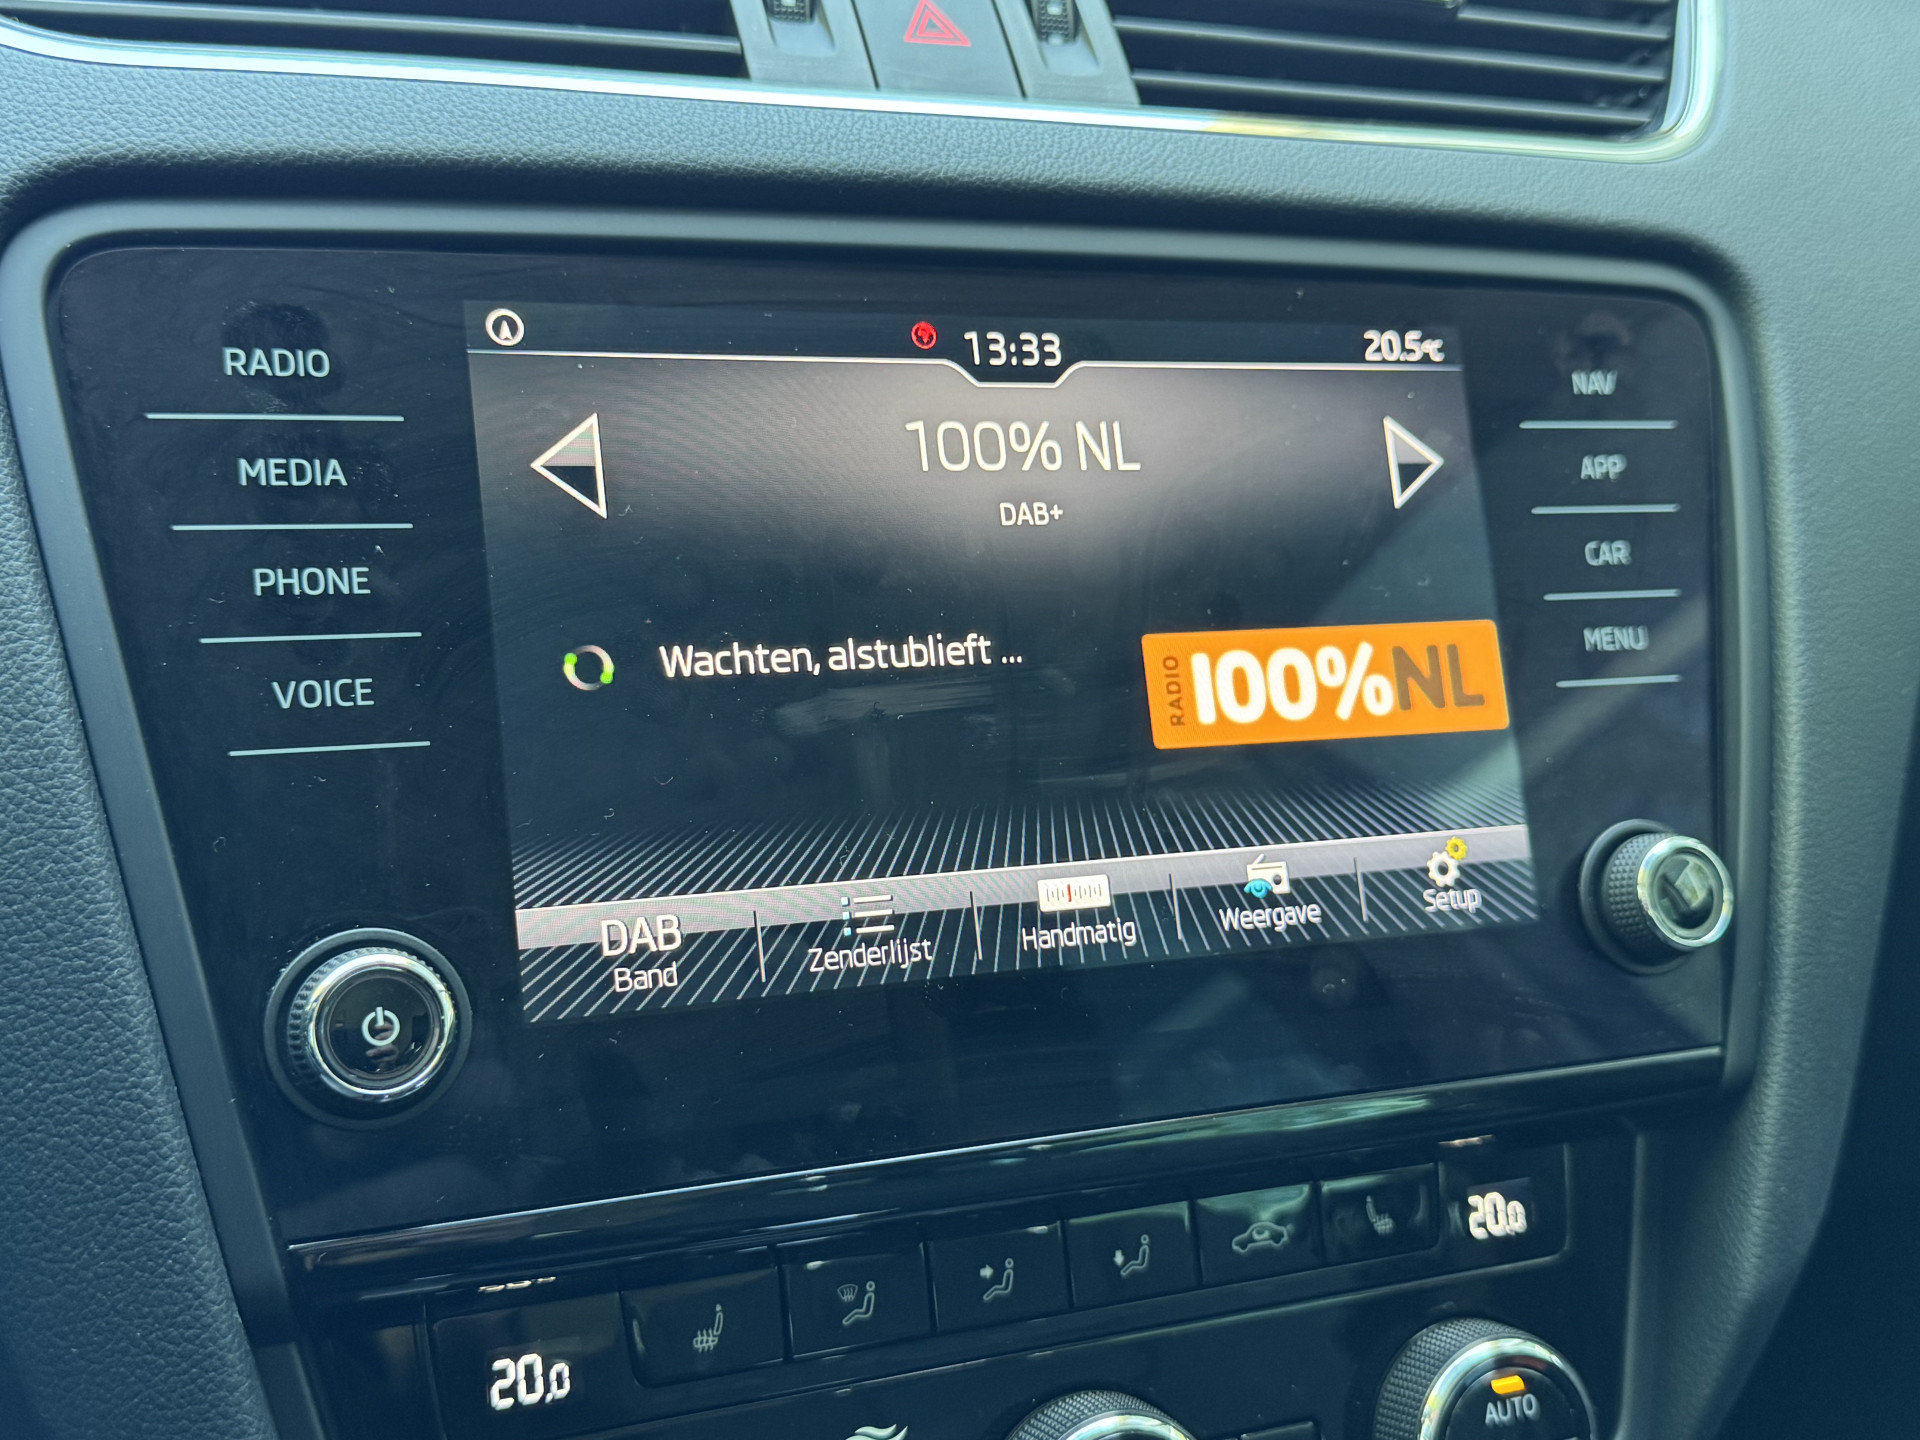 RADIO
MEDIA
PHONE
VOICE
13:33
20.5°C
100% NL
DAB+
Wachten, alstublieft ...
RADIO
100%NL
DAB
Band
Zenderlijst
Handmatig
Weergave
Setup
NAV
APP
CAR
MENU
20.0
20.0
AUTO